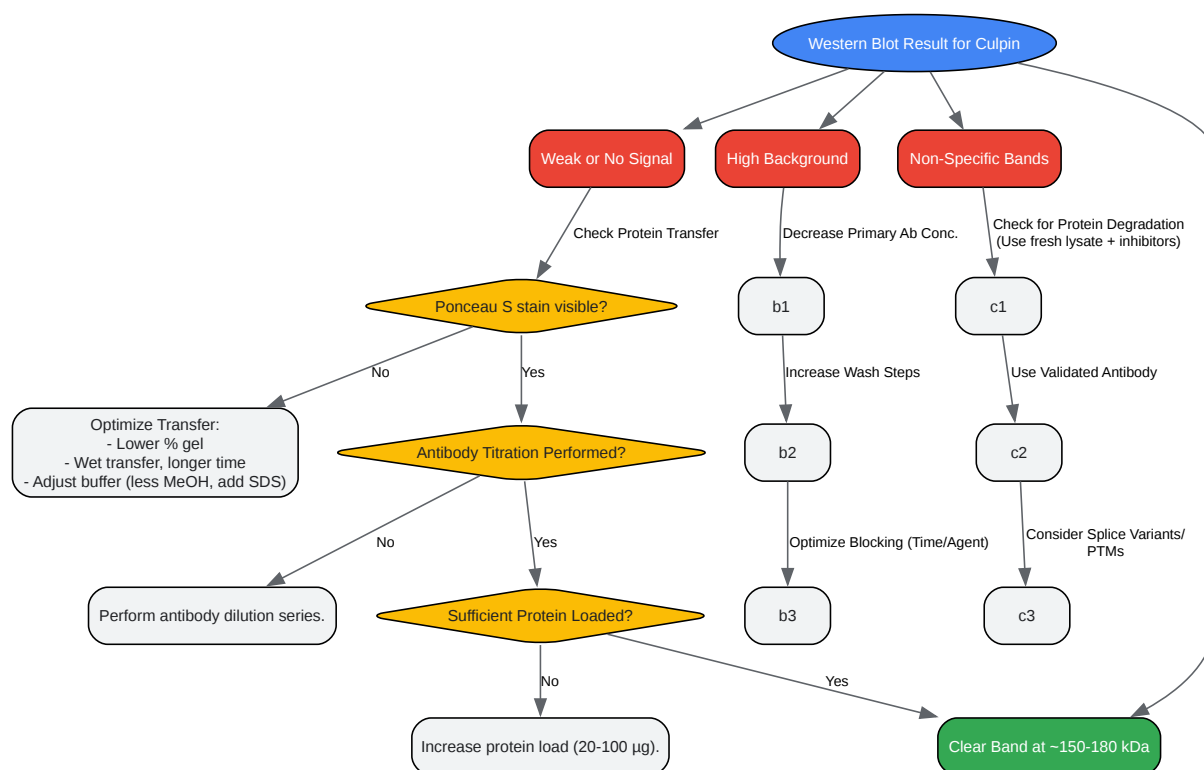 Western Blot Result for Culpin
Weak or No Signal
High Background
Non-Specific Bands
Check Protein Transfer
Decrease Primary Ab Conc.
Check for Protein Degradation
(Use fresh lysate + inhibitors)
Ponceau S stain visible?
b1
c1
No
Yes
Increase Wash Steps
Use Validated Antibody
Optimize Transfer:
- Lower % gel
- Wet transfer, longer time
- Adjust buffer (less MeOH, add SDS)
Antibody Titration Performed?
b2
c2
No
Yes
Optimize Blocking (Time/Agent)
Consider Splice Variants/
PTMs
Perform antibody dilution series.
Sufficient Protein Loaded?
b3
c3
No
Yes
Increase protein load (20-100 µg).
Clear Band at ~150-180 kDa